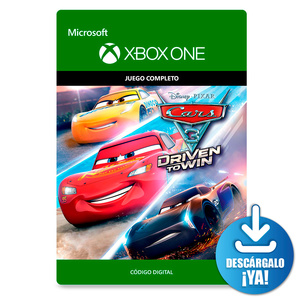 Microsoft
XBOX ONE
JUEGO COMPLETO
Disney·PIXAR
Cars
3
DRIVEN
TO WIN
CÓDIGO DIGITAL
DESCÁRGALO
¡YA!